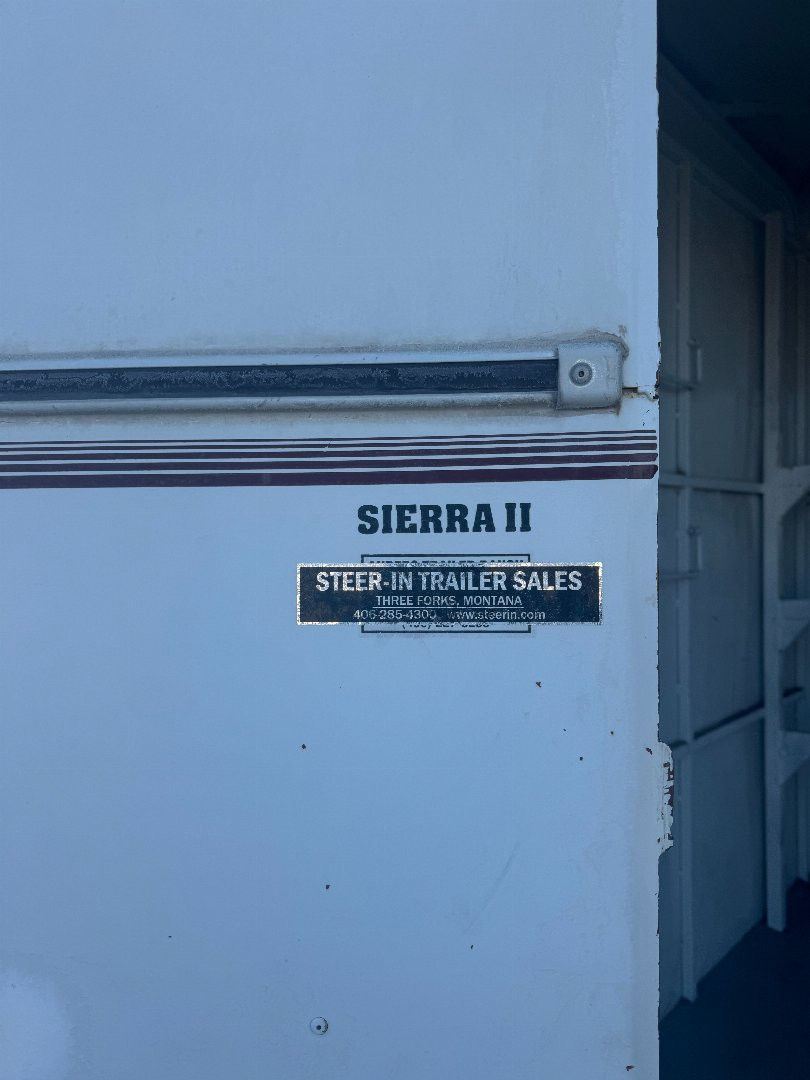 SIERRA II
STEER-IN TRAILER SALES
THREE FORKS, MONTANA
406-285-4300 www.steerin.com